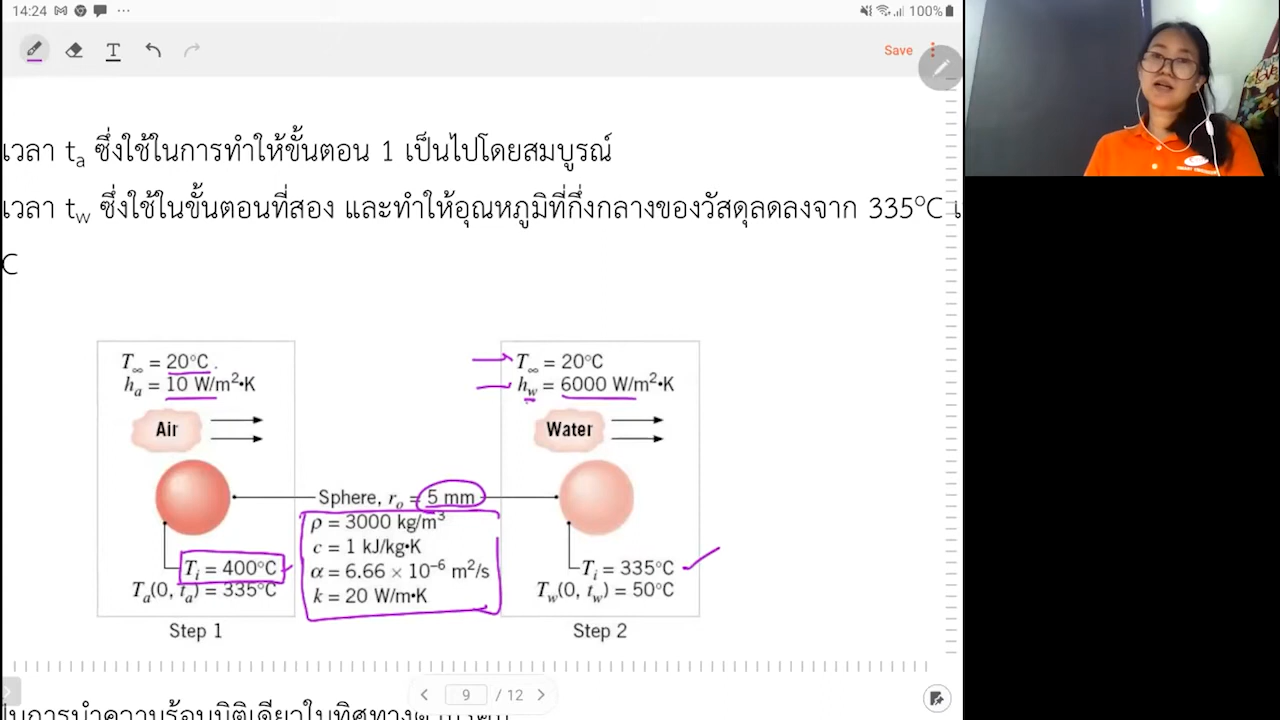 14:24
100%
T
Save
เวลา ta ซึ่งใช้ในการทำให้ขั้นตอน 1 เป็นไปโดยสมบูรณ์
เวลา tw ซึ่งใช้ในขั้นตอนที่สอง และทำให้อุณหภูมิที่กึ่งกลางของวัสดุลดลงจาก 335°C เ
C
T∞ = 20°C
ha = 10 W/m²•K
Air
Ti = 400°C
Ta(0, ta) = 335°C
Step 1
Sphere, ro = 5 mm
ρ = 3000 kg/m³
c = 1 kJ/kg•K
α = 6.66 × 10⁻⁶ m²/s
k = 20 W/m•K
T∞ = 20°C
hw = 6000 W/m²•K
Water
Ti = 335°C
Tw(0, tw) = 50°C
Step 2
9 / 12